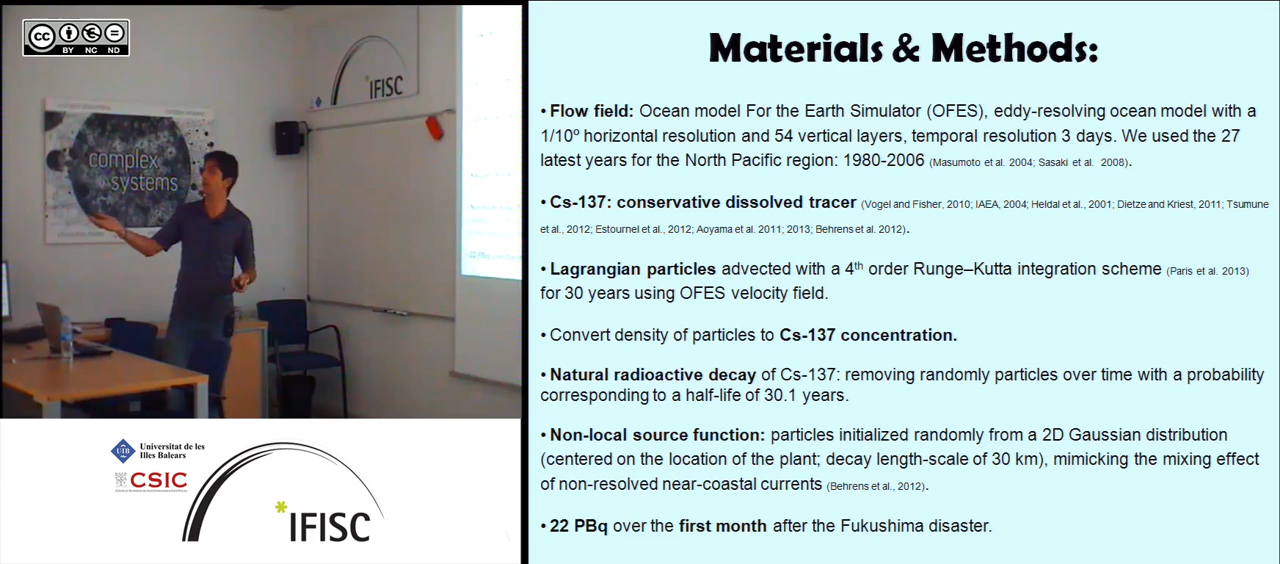 cc
BY NC ND
IFISC
complex
systems
Universitat de les
Illes Balears
UIB
CSIC
IFISC
Materials & Methods:
• Flow field: Ocean model For the Earth Simulator (OFES), eddy-resolving ocean model with a
1/10º horizontal resolution and 54 vertical layers, temporal resolution 3 days. We used the 27
latest years for the North Pacific region: 1980-2006 (Masumoto et al. 2004; Sasaki et al. 2008).
• Cs-137: conservative dissolved tracer (Vogel and Fisher, 2010; IAEA, 2004; Heldal et al., 2001; Dietze and Kriest, 2011; Tsumune
et al., 2012; Estournel et al., 2012; Aoyama et al. 2011; 2013; Behrens et al. 2012).
• Lagrangian particles advected with a 4th order Runge–Kutta integration scheme (Paris et al. 2013)
for 30 years using OFES velocity field.
• Convert density of particles to Cs-137 concentration.
• Natural radioactive decay of Cs-137: removing randomly particles over time with a probability
corresponding to a half-life of 30.1 years.
• Non-local source function: particles initialized randomly from a 2D Gaussian distribution
(centered on the location of the plant; decay length-scale of 30 km), mimicking the mixing effect
of non-resolved near-coastal currents (Behrens et al., 2012).
• 22 PBq over the first month after the Fukushima disaster.